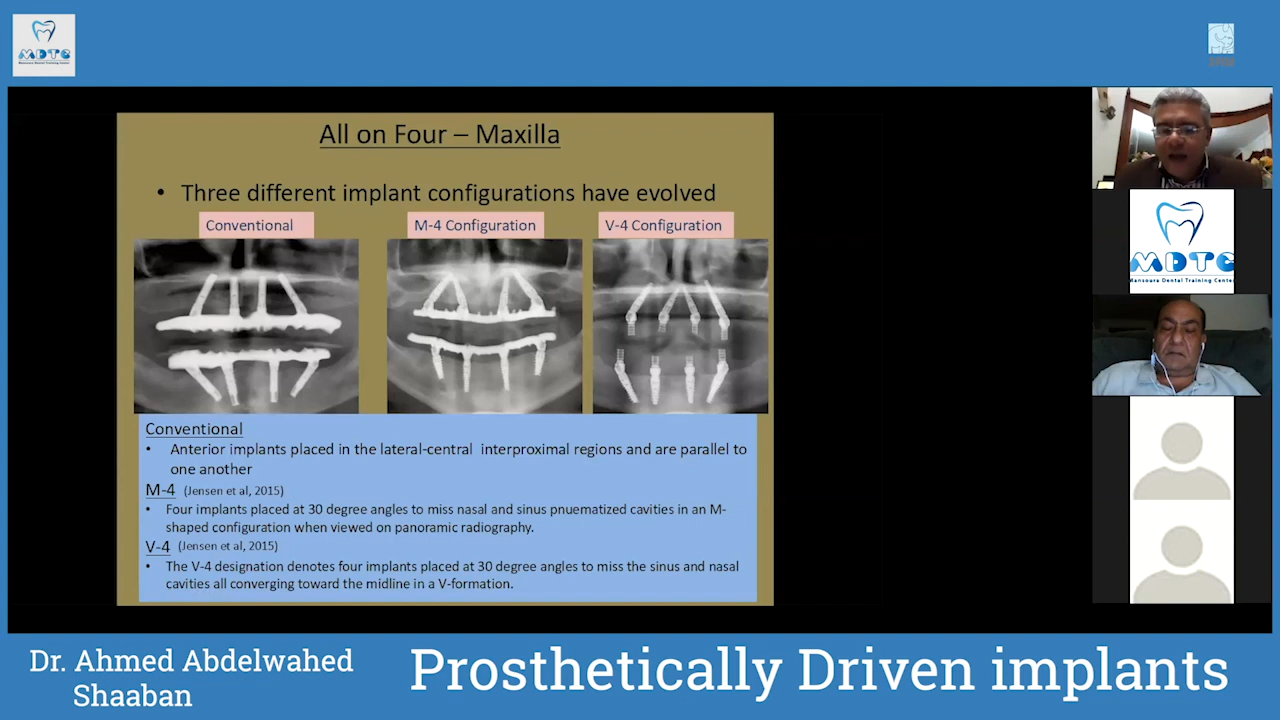 MDTC
Mansoura Dental Training Center
All on Four – Maxilla
• Three different implant configurations have evolved
Conventional
M-4 Configuration
V-4 Configuration
Conventional
• Anterior implants placed in the lateral-central interproximal regions and are parallel to
one another
M-4 (Jensen et al, 2015)
• Four implants placed at 30 degree angles to miss nasal and sinus pnuematized cavities in an M-
shaped configuration when viewed on panoramic radiography.
V-4 (Jensen et al, 2015)
• The V-4 designation denotes four implants placed at 30 degree angles to miss the sinus and nasal
cavities all converging toward the midline in a V-formation.
MDTC
Mansoura Dental Training Center
Dr. Ahmed Abdelwahed
Shaaban
Prosthetically Driven implants